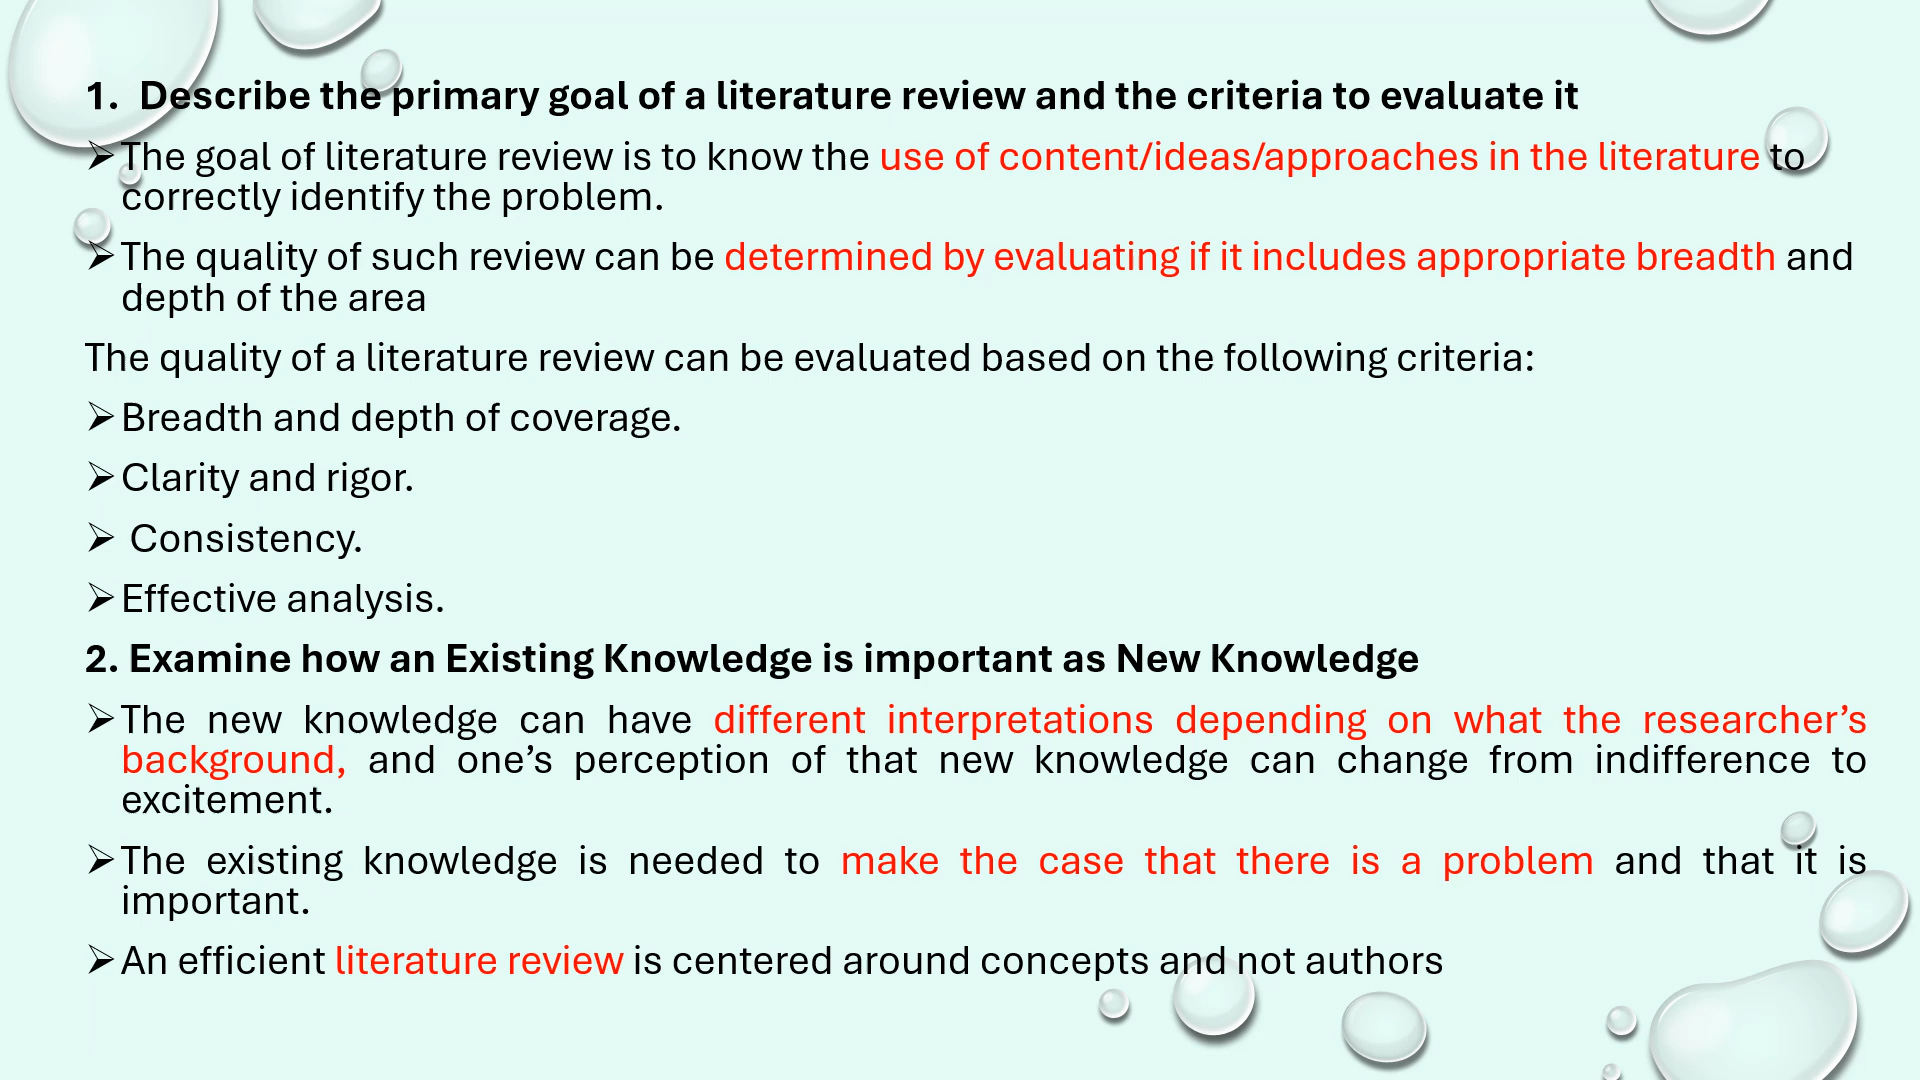 1. Describe the primary goal of a literature review and the criteria to evaluate it
➢The goal of literature review is to know the use of content/ideas/approaches in the literature to
correctly identify the problem.
➢The quality of such review can be determined by evaluating if it includes appropriate breadth and
depth of the area
The quality of a literature review can be evaluated based on the following criteria:
➢Breadth and depth of coverage.
➢Clarity and rigor.
➢ Consistency.
➢Effective analysis.
2. Examine how an Existing Knowledge is important as New Knowledge
➢The new knowledge can have different interpretations depending on what the researcher’s
background, and one’s perception of that new knowledge can change from indifference to
excitement.
➢The existing knowledge is needed to make the case that there is a problem and that it is
important.
➢An efficient literature review is centered around concepts and not authors